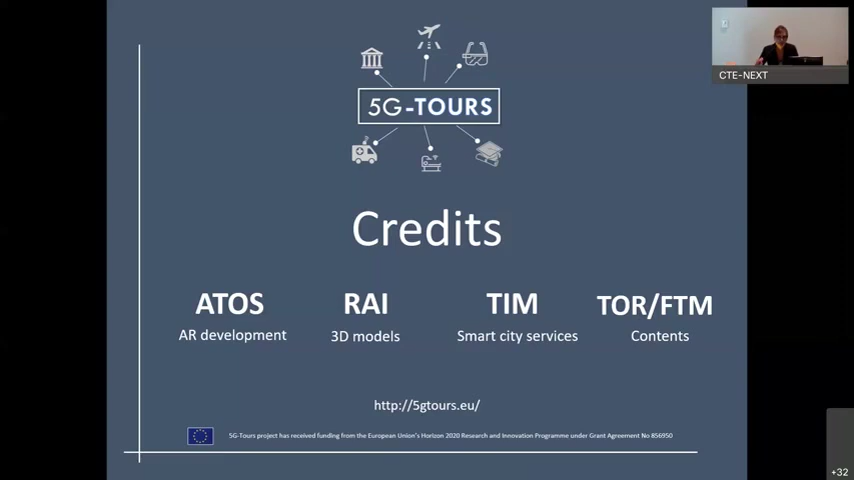 CTE-NEXT
5G-TOURS
Credits
ATOS
AR development
RAI
3D models
TIM
Smart city services
TOR/FTM
Contents
http://5gtours.eu/
5G-Tours project has received funding from the European Union's Horizon 2020 Research and Innovation Programme under Grant Agreement No 856950
+32